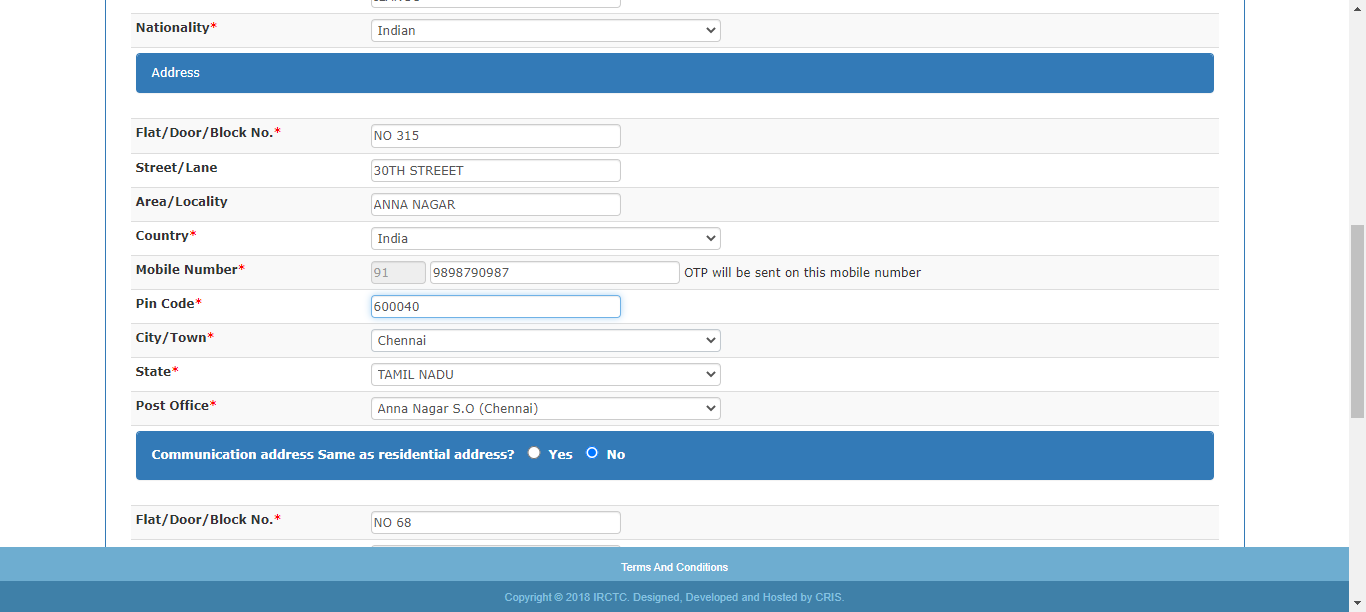 Nationality* Indian
Address
Flat/Door/Block No.* NO 315
Street/Lane 30TH STREEET
Area/Locality ANNA NAGAR
Country* India
Mobile Number* 91 9898790987 OTP will be sent on this mobile number
Pin Code* 600040
City/Town* Chennai
State* TAMIL NADU
Post Office* Anna Nagar S.O (Chennai)
Communication address Same as residential address? Yes No
Flat/Door/Block No.* NO 68
Terms And Conditions
Copyright © 2018 IRCTC. Designed, Developed and Hosted by CRIS.